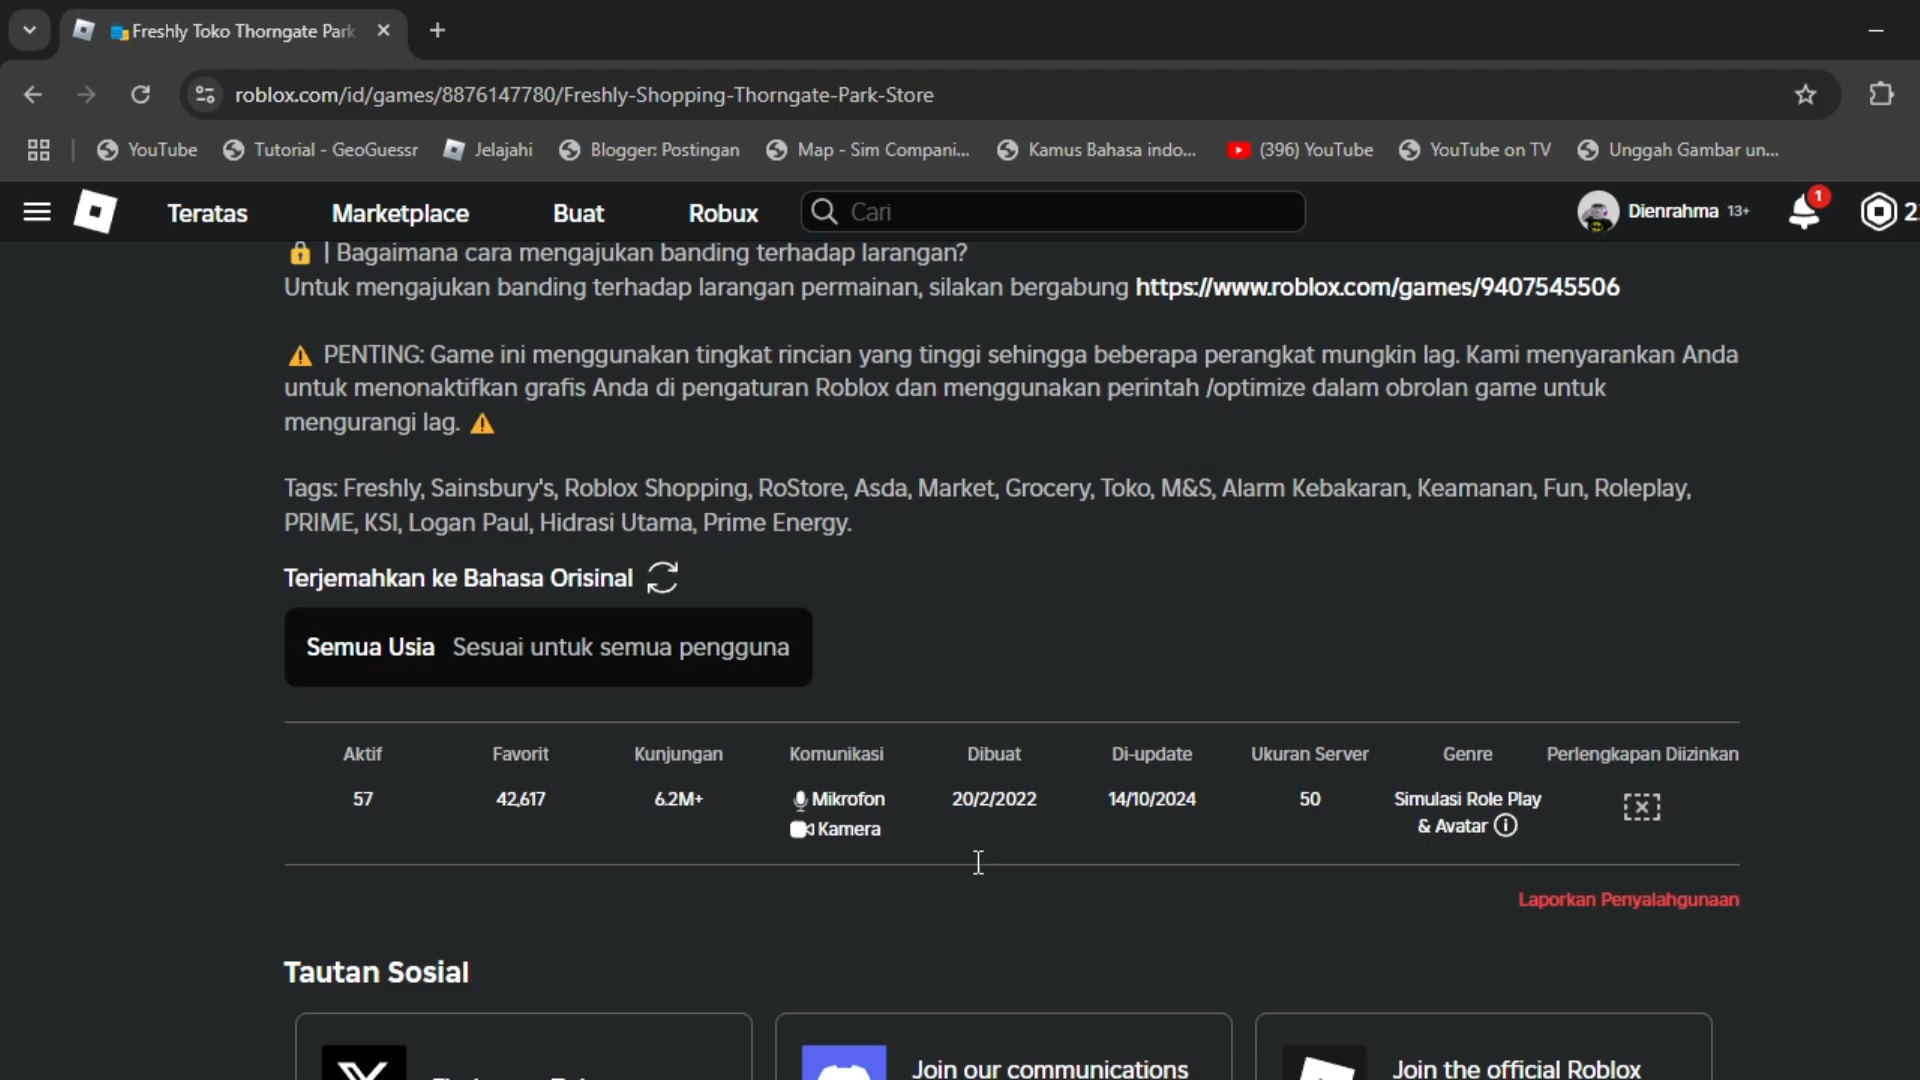 Freshly Toko Thorngate Park
roblox.com/id/games/8876147780/Freshly-Shopping-Thorngate-Park-Store
YouTube
Tutorial - GeoGuessr
Jelajahi
Blogger: Postingan
Map - Sim Compani...
Kamus Bahasa indo...
(396) YouTube
YouTube on TV
Unggah Gambar un...
Teratas
Marketplace
Buat
Robux
Cari
Dienrahma 13+
1
| Bagaimana cara mengajukan banding terhadap larangan?
Untuk mengajukan banding terhadap larangan permainan, silakan bergabung https://www.roblox.com/games/9407545506
PENTING: Game ini menggunakan tingkat rincian yang tinggi sehingga beberapa perangkat mungkin lag. Kami menyarankan Anda
untuk menonaktifkan grafis Anda di pengaturan Roblox dan menggunakan perintah /optimize dalam obrolan game untuk
mengurangi lag.
Tags: Freshly, Sainsbury's, Roblox Shopping, RoStore, Asda, Market, Grocery, Toko, M&S, Alarm Kebakaran, Keamanan, Fun, Roleplay,
PRIME, KSI, Logan Paul, Hidrasi Utama, Prime Energy.
Terjemahkan ke Bahasa Orisinal
Semua Usia Sesuai untuk semua pengguna
Aktif
Favorit
Kunjungan
Komunikasi
Dibuat
Di-update
Ukuran Server
Genre
Perlengkapan Diizinkan
57
42,617
6.2M+
Mikrofon
Kamera
20/2/2022
14/10/2024
50
Simulasi Role Play
& Avatar
Laporkan Penyalahgunaan
Tautan Sosial
Join our communications
Join the official Roblox